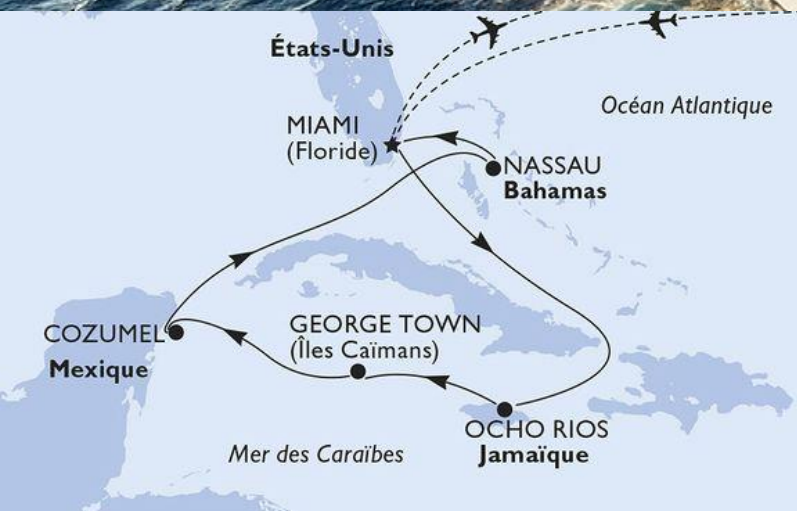 États-Unis
Océan Atlantique
MIAMI
(Floride)
NASSAU
Bahamas
COZUMEL
Mexique
GEORGE TOWN
(Îles Caïmans)
OCHO RIOS
Jamaïque
Mer des Caraïbes